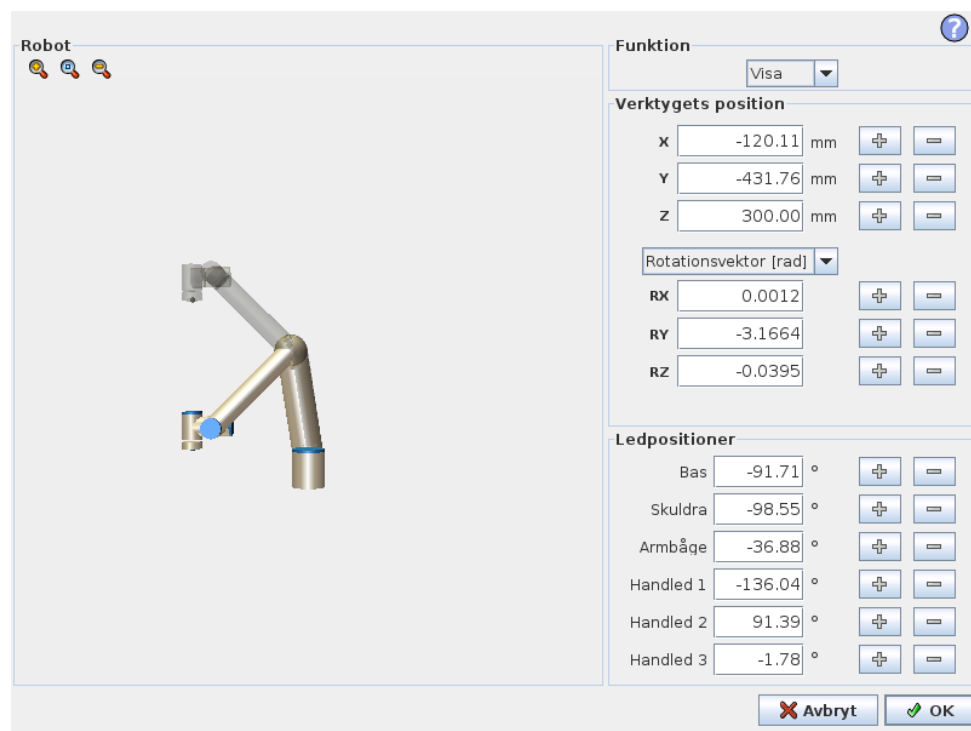 ?
Robot
Funktion
Visa
Verktygets position
X -120.11 mm
Y -431.76 mm
Z 300.00 mm
Rotationsvektor [rad]
RX 0.0012
RY -3.1664
RZ -0.0395
Ledpositioner
Bas -91.71 °
Skuldra -98.55 °
Armbåge -36.88 °
Handled 1 -136.04 °
Handled 2 91.39 °
Handled 3 -1.78 °
Avbryt OK